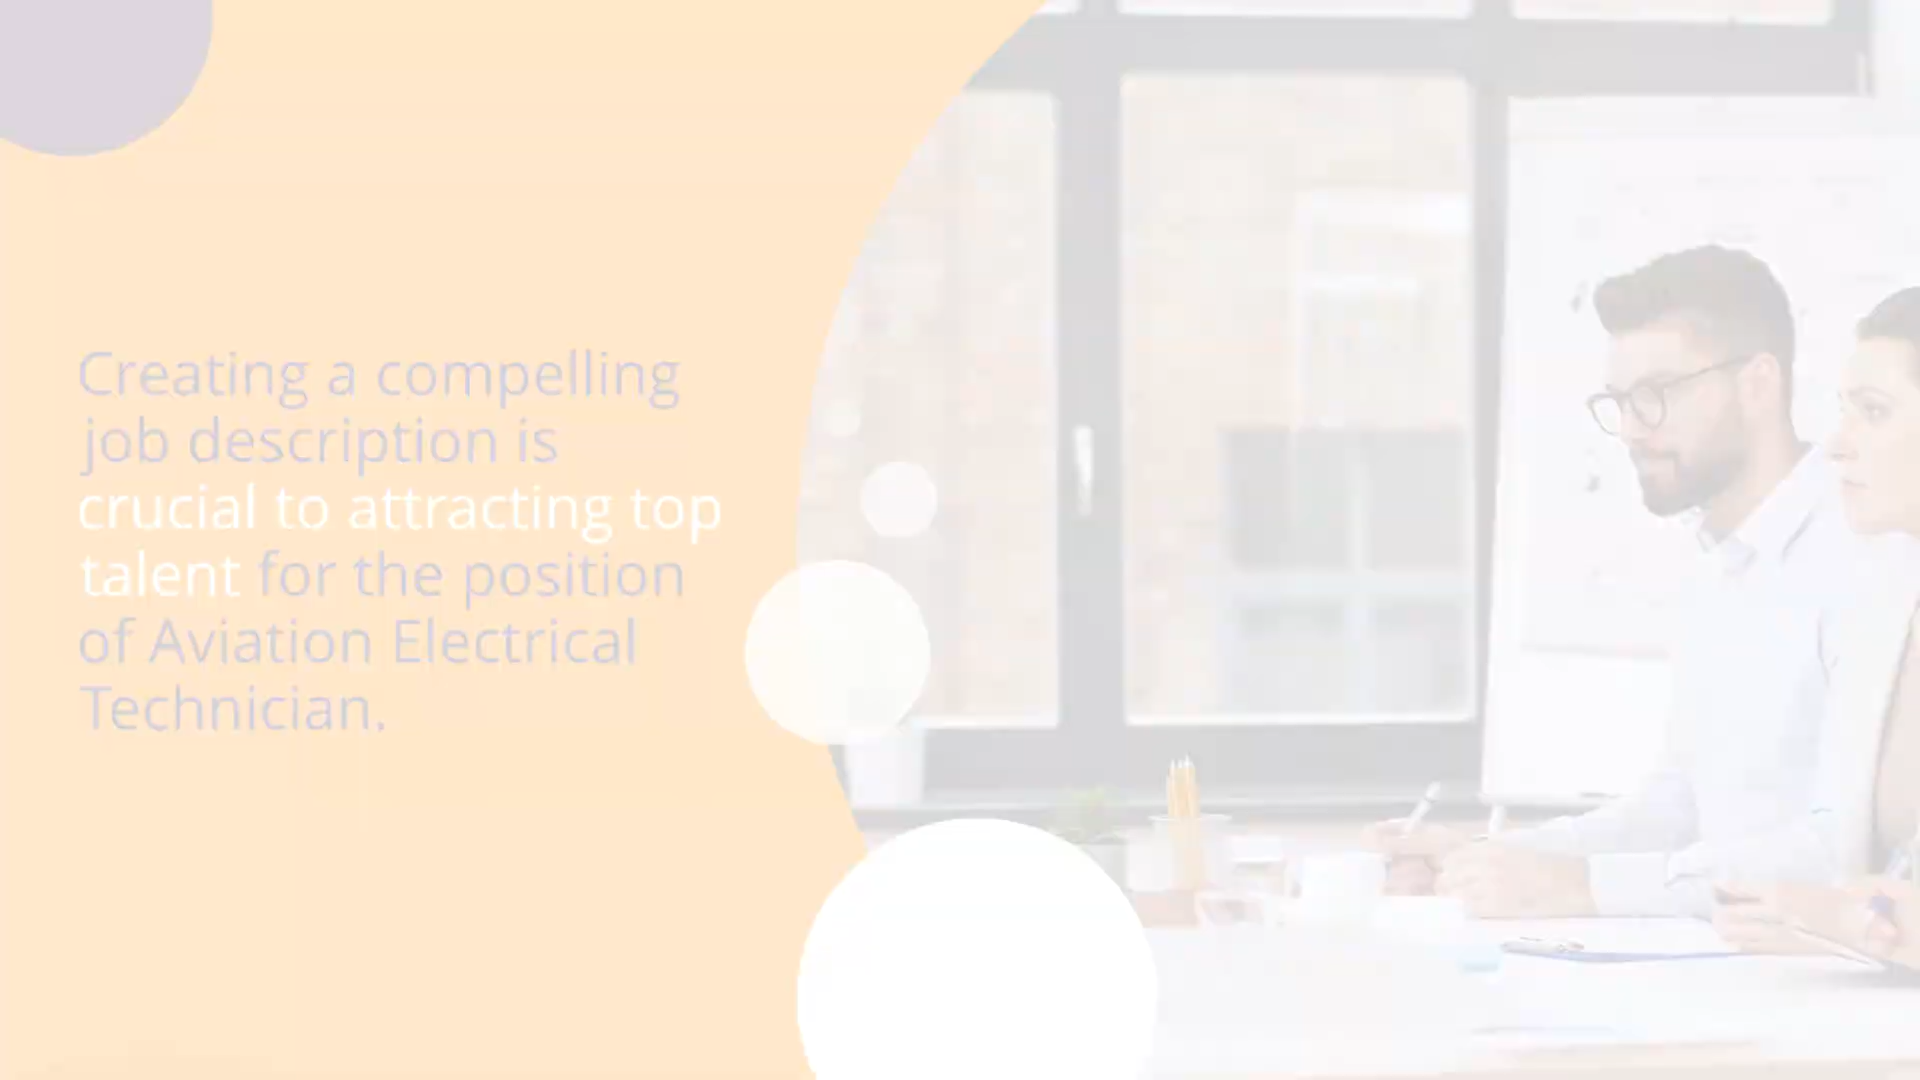 Creating a compelling
job description is
crucial to attracting top
talent for the position
of Aviation Electrical
Technician.